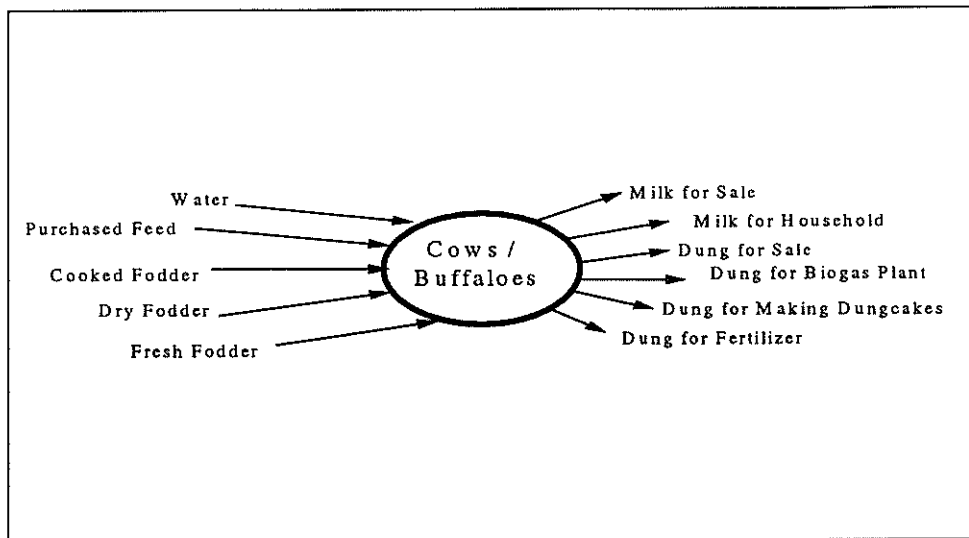 Water
Purchased Feed
Cooked Fodder
Dry Fodder
Fresh Fodder
Cows /
Buffaloes
Milk for Sale
Milk for Household
Dung for Sale
Dung for Biogas Plant
Dung for Making Dungcakes
Dung for Fertilizer